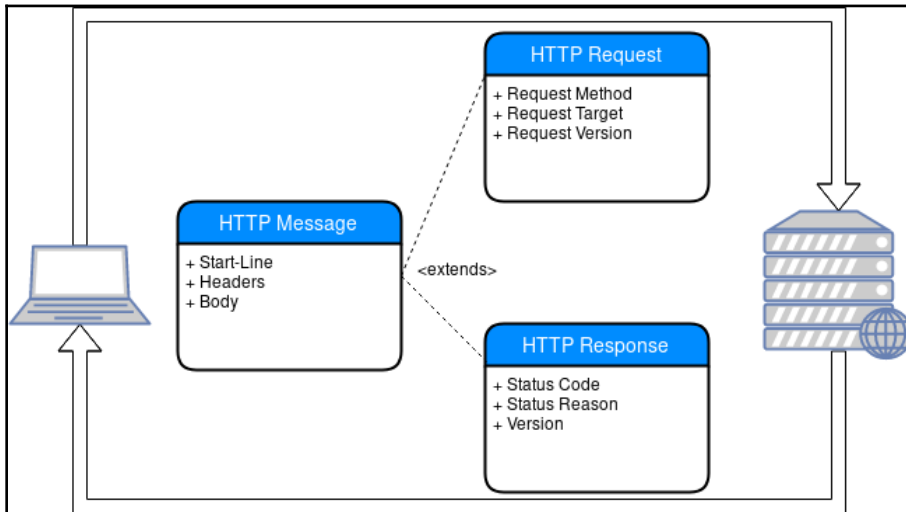 HTTP Request
+ Request Method
+ Request Target
+ Request Version
HTTP Message
+ Start-Line
+ Headers
+ Body
<extends>
HTTP Response
+ Status Code
+ Status Reason
+ Version